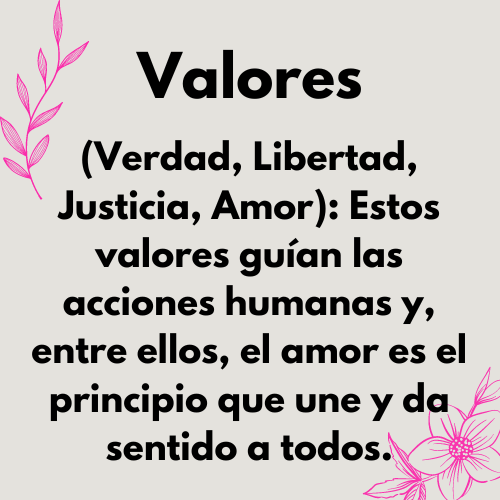 Valores
(Verdad, Libertad,
Justicia, Amor): Estos
valores guían las
acciones humanas y,
entre ellos, el amor es el
principio que une y da
sentido a todos.